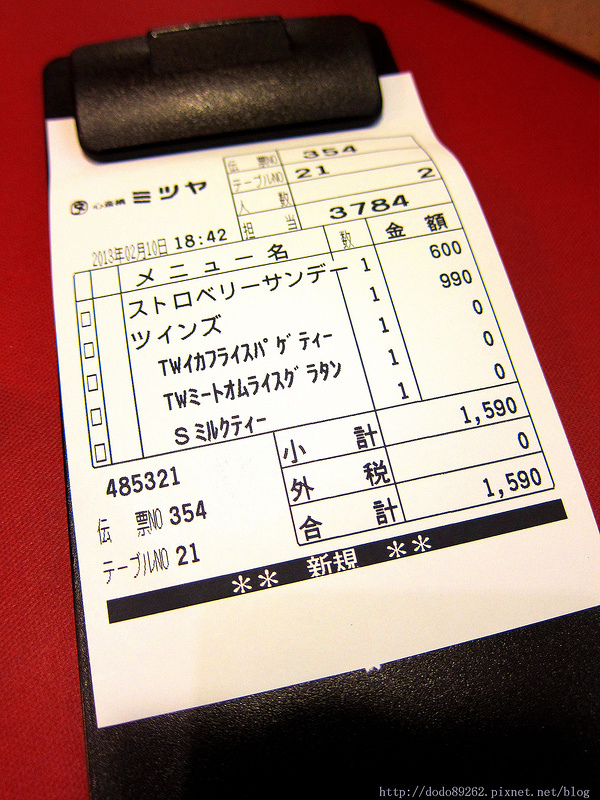 伝票NO 354
テーブルNO 21
心斎橋 ミツヤ
人数 2
担当 3784
2013年02月10日 18:42
メニュー名 数 金額
ストロベリーサンデー 1 600
ツインズ 1 990
TWイカフライスパゲティー 1 0
TWミートオムライスグラタン 1 0
Sミルクティー 1 0
小計 1,590
外税 0
合計 1,590
485321
伝票NO 354
テーブルNO 21
** 新規 **
http://dodo89262.pixnet.net/blog